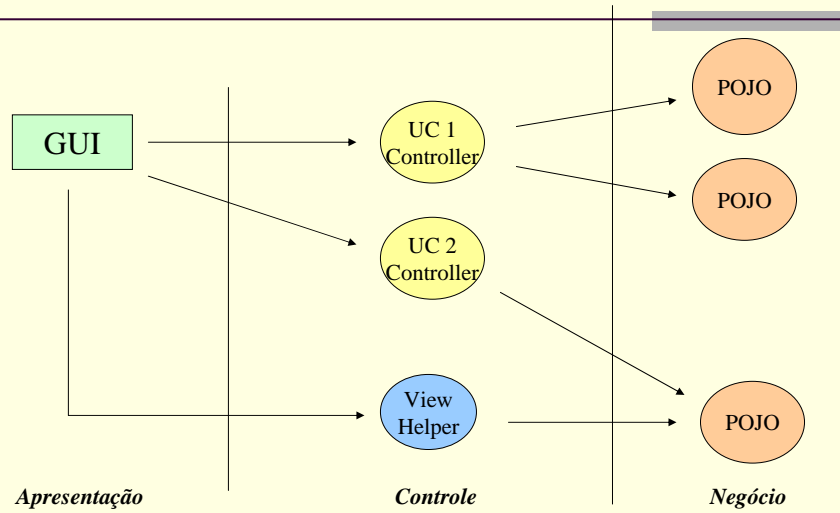 POJO
GUI
UC 1
Controller
POJO
UC 2
Controller
View
Helper
POJO
Apresentação
Controle
Negócio